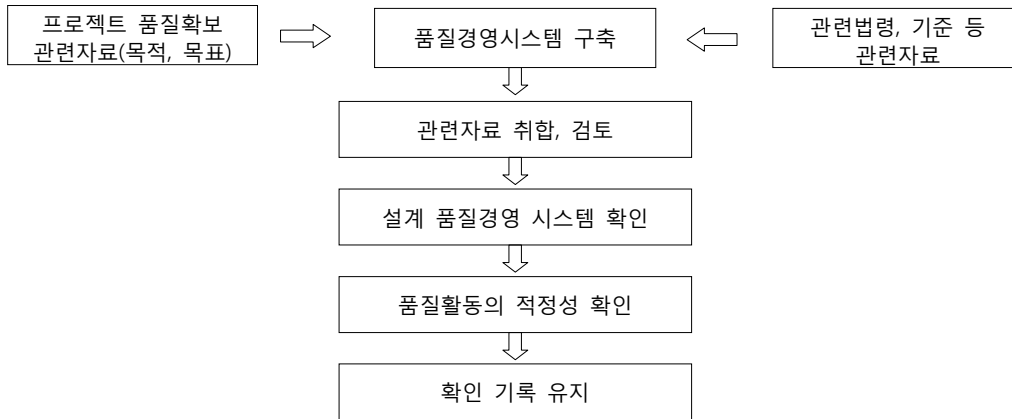 프로젝트 품질확보
관련자료(목적, 목표)
품질경영시스템 구축
관련법령, 기준 등
관련자료
관련자료 취합, 검토
설계 품질경영 시스템 확인
품질활동의 적정성 확인
확인 기록 유지